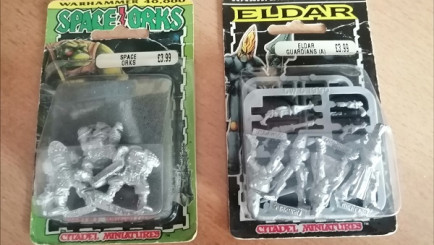 WARHAMMER 40,000
SPACE ORKS
SPACE
ORKS
£3.99
CITADEL MINIATURES
ELDAR
ELDAR
GUARDIANS (A)
£3.99
CITADEL MINIATURES